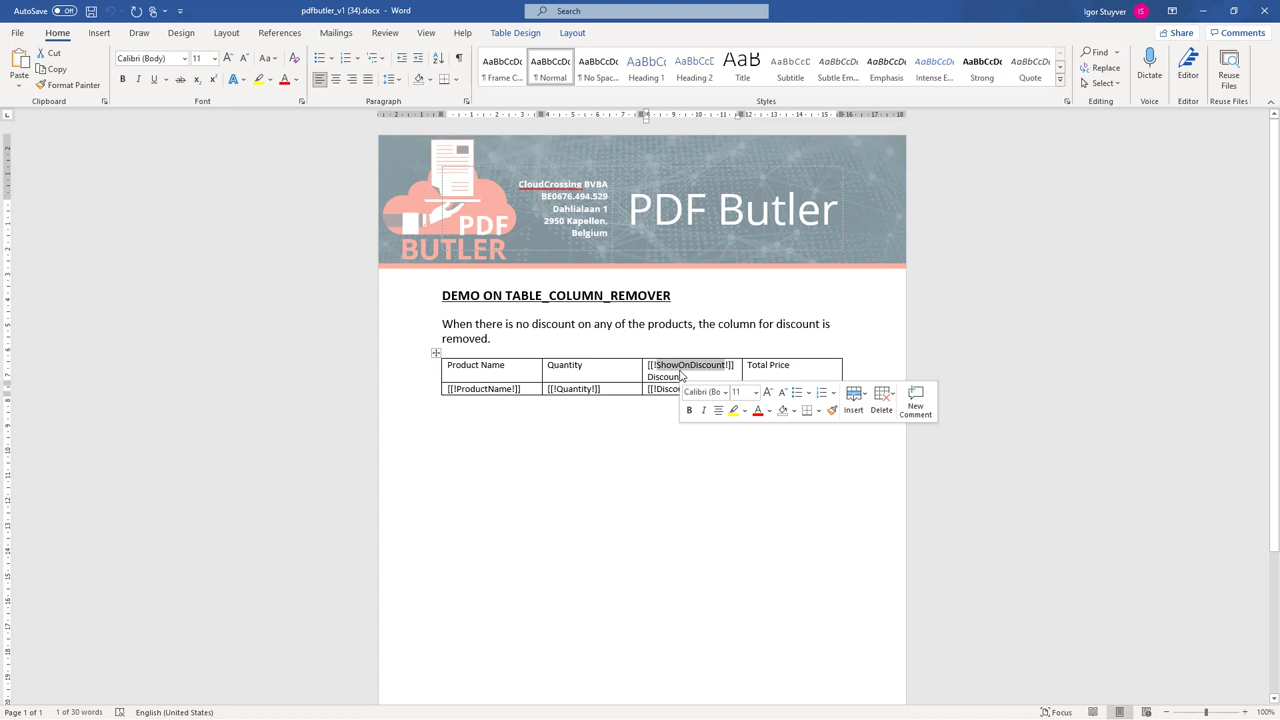 AutoSave Off
pdfbutler_v1 (34).docx - Word
Search
Igor Stuyver IS
File Home Insert Draw Design Layout References Mailings Review View Help Table Design Layout
Share Comments
Paste
Cut
Copy
Format Painter
Calibri (Body) 11
AaBbCcDc AaBbCcDc AaBbCcDc AaBbCc AaBbCcC AaB AaBbCcD AaBbCcDc AaBbCcDc AaBbCcDc AaBbCcDc AaBbCcDc
¶ Frame C... ¶ Normal ¶ No Spac... Heading 1 Heading 2 Title Subtitle Subtle Em... Emphasis Intense E... Strong Quote
Find
Replace
Select
Dictate
Editor
Reuse
Files
Clipboard Font Paragraph Styles Editing Voice Editor Reuse Files
CloudCrossing BVBA
BE0676.494.529
Dahlialaan 1
2950 Kapellen,
Belgium
PDF Butler
PDF
BUTLER
DEMO ON TABLE_COLUMN_REMOVER
When there is no discount on any of the products, the column for discount is
removed.
Product Name Quantity [[!ShowOnDiscount!]] Total Price
Discoun
[[!ProductName!]] [[!Quantity!]] [[!Discou
Calibri (Bo 11
Insert Delete New
Comment
Page 1 of 1 1 of 30 words English (United States) Focus 100%